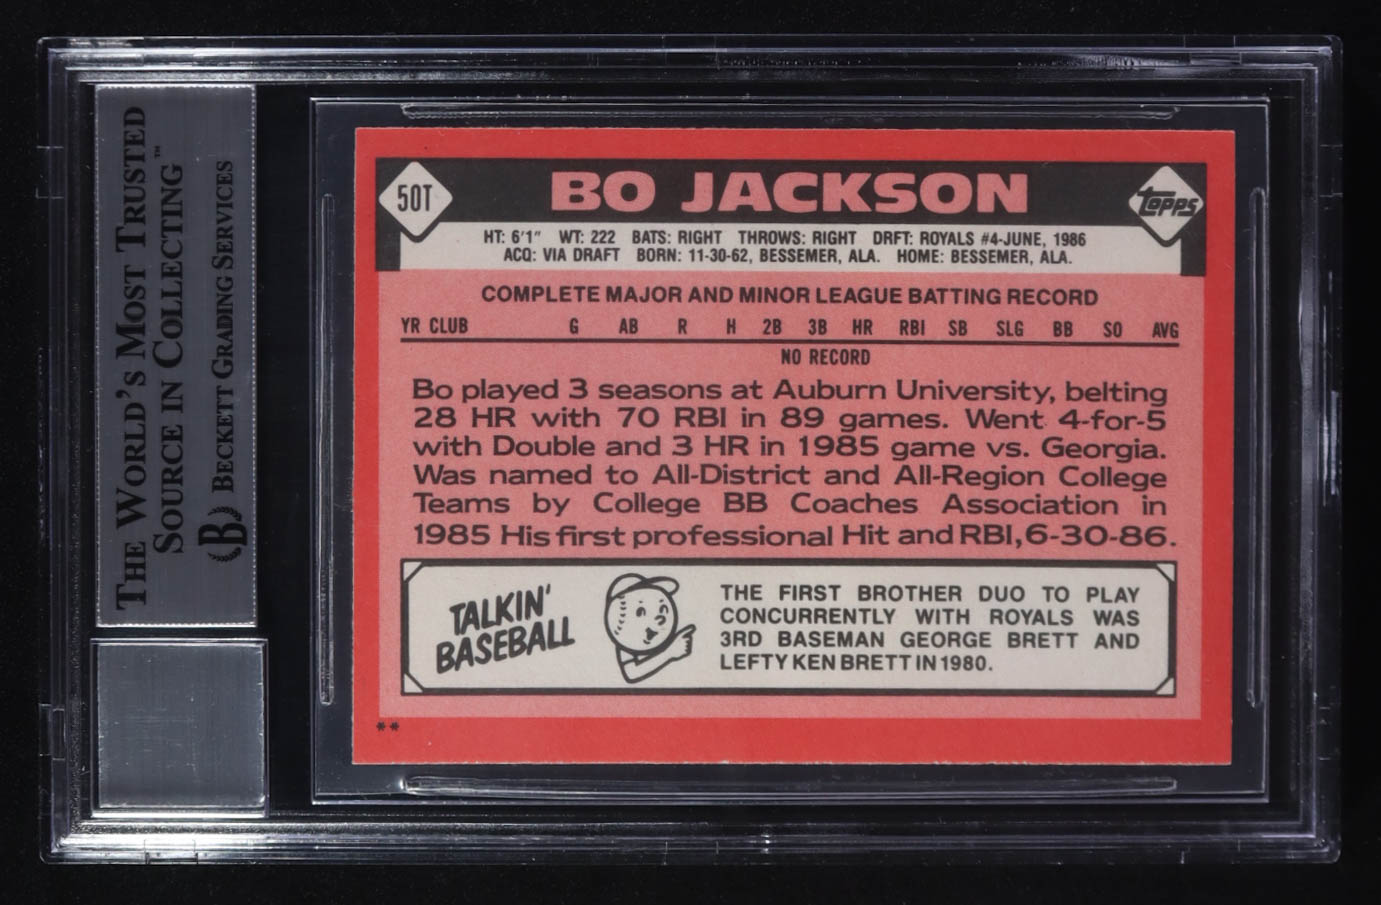 THE WORLD'S MOST TRUSTED
SOURCE IN COLLECTING™
BECKETT GRADING SERVICES
B
50T
BO JACKSON
TOPPS
HT: 6'1" WT: 222 BATS: RIGHT THROWS: RIGHT DRFT: ROYALS #4-JUNE, 1986
ACQ: VIA DRAFT BORN: 11-30-62, BESSEMER, ALA. HOME: BESSEMER, ALA.
COMPLETE MAJOR AND MINOR LEAGUE BATTING RECORD
YR CLUB G AB R H 2B 3B HR RBI SB SLG BB SO AVG
NO RECORD
Bo played 3 seasons at Auburn University, belting
28 HR with 70 RBI in 89 games. Went 4-for-5
with Double and 3 HR in 1985 game vs. Georgia.
Was named to All-District and All-Region College
Teams by College BB Coaches Association in
1985 His first professional Hit and RBI, 6-30-86.
TALKIN'
BASEBALL
THE FIRST BROTHER DUO TO PLAY
CONCURRENTLY WITH ROYALS WAS
3RD BASEMAN GEORGE BRETT AND
LEFTY KEN BRETT IN 1980.
**